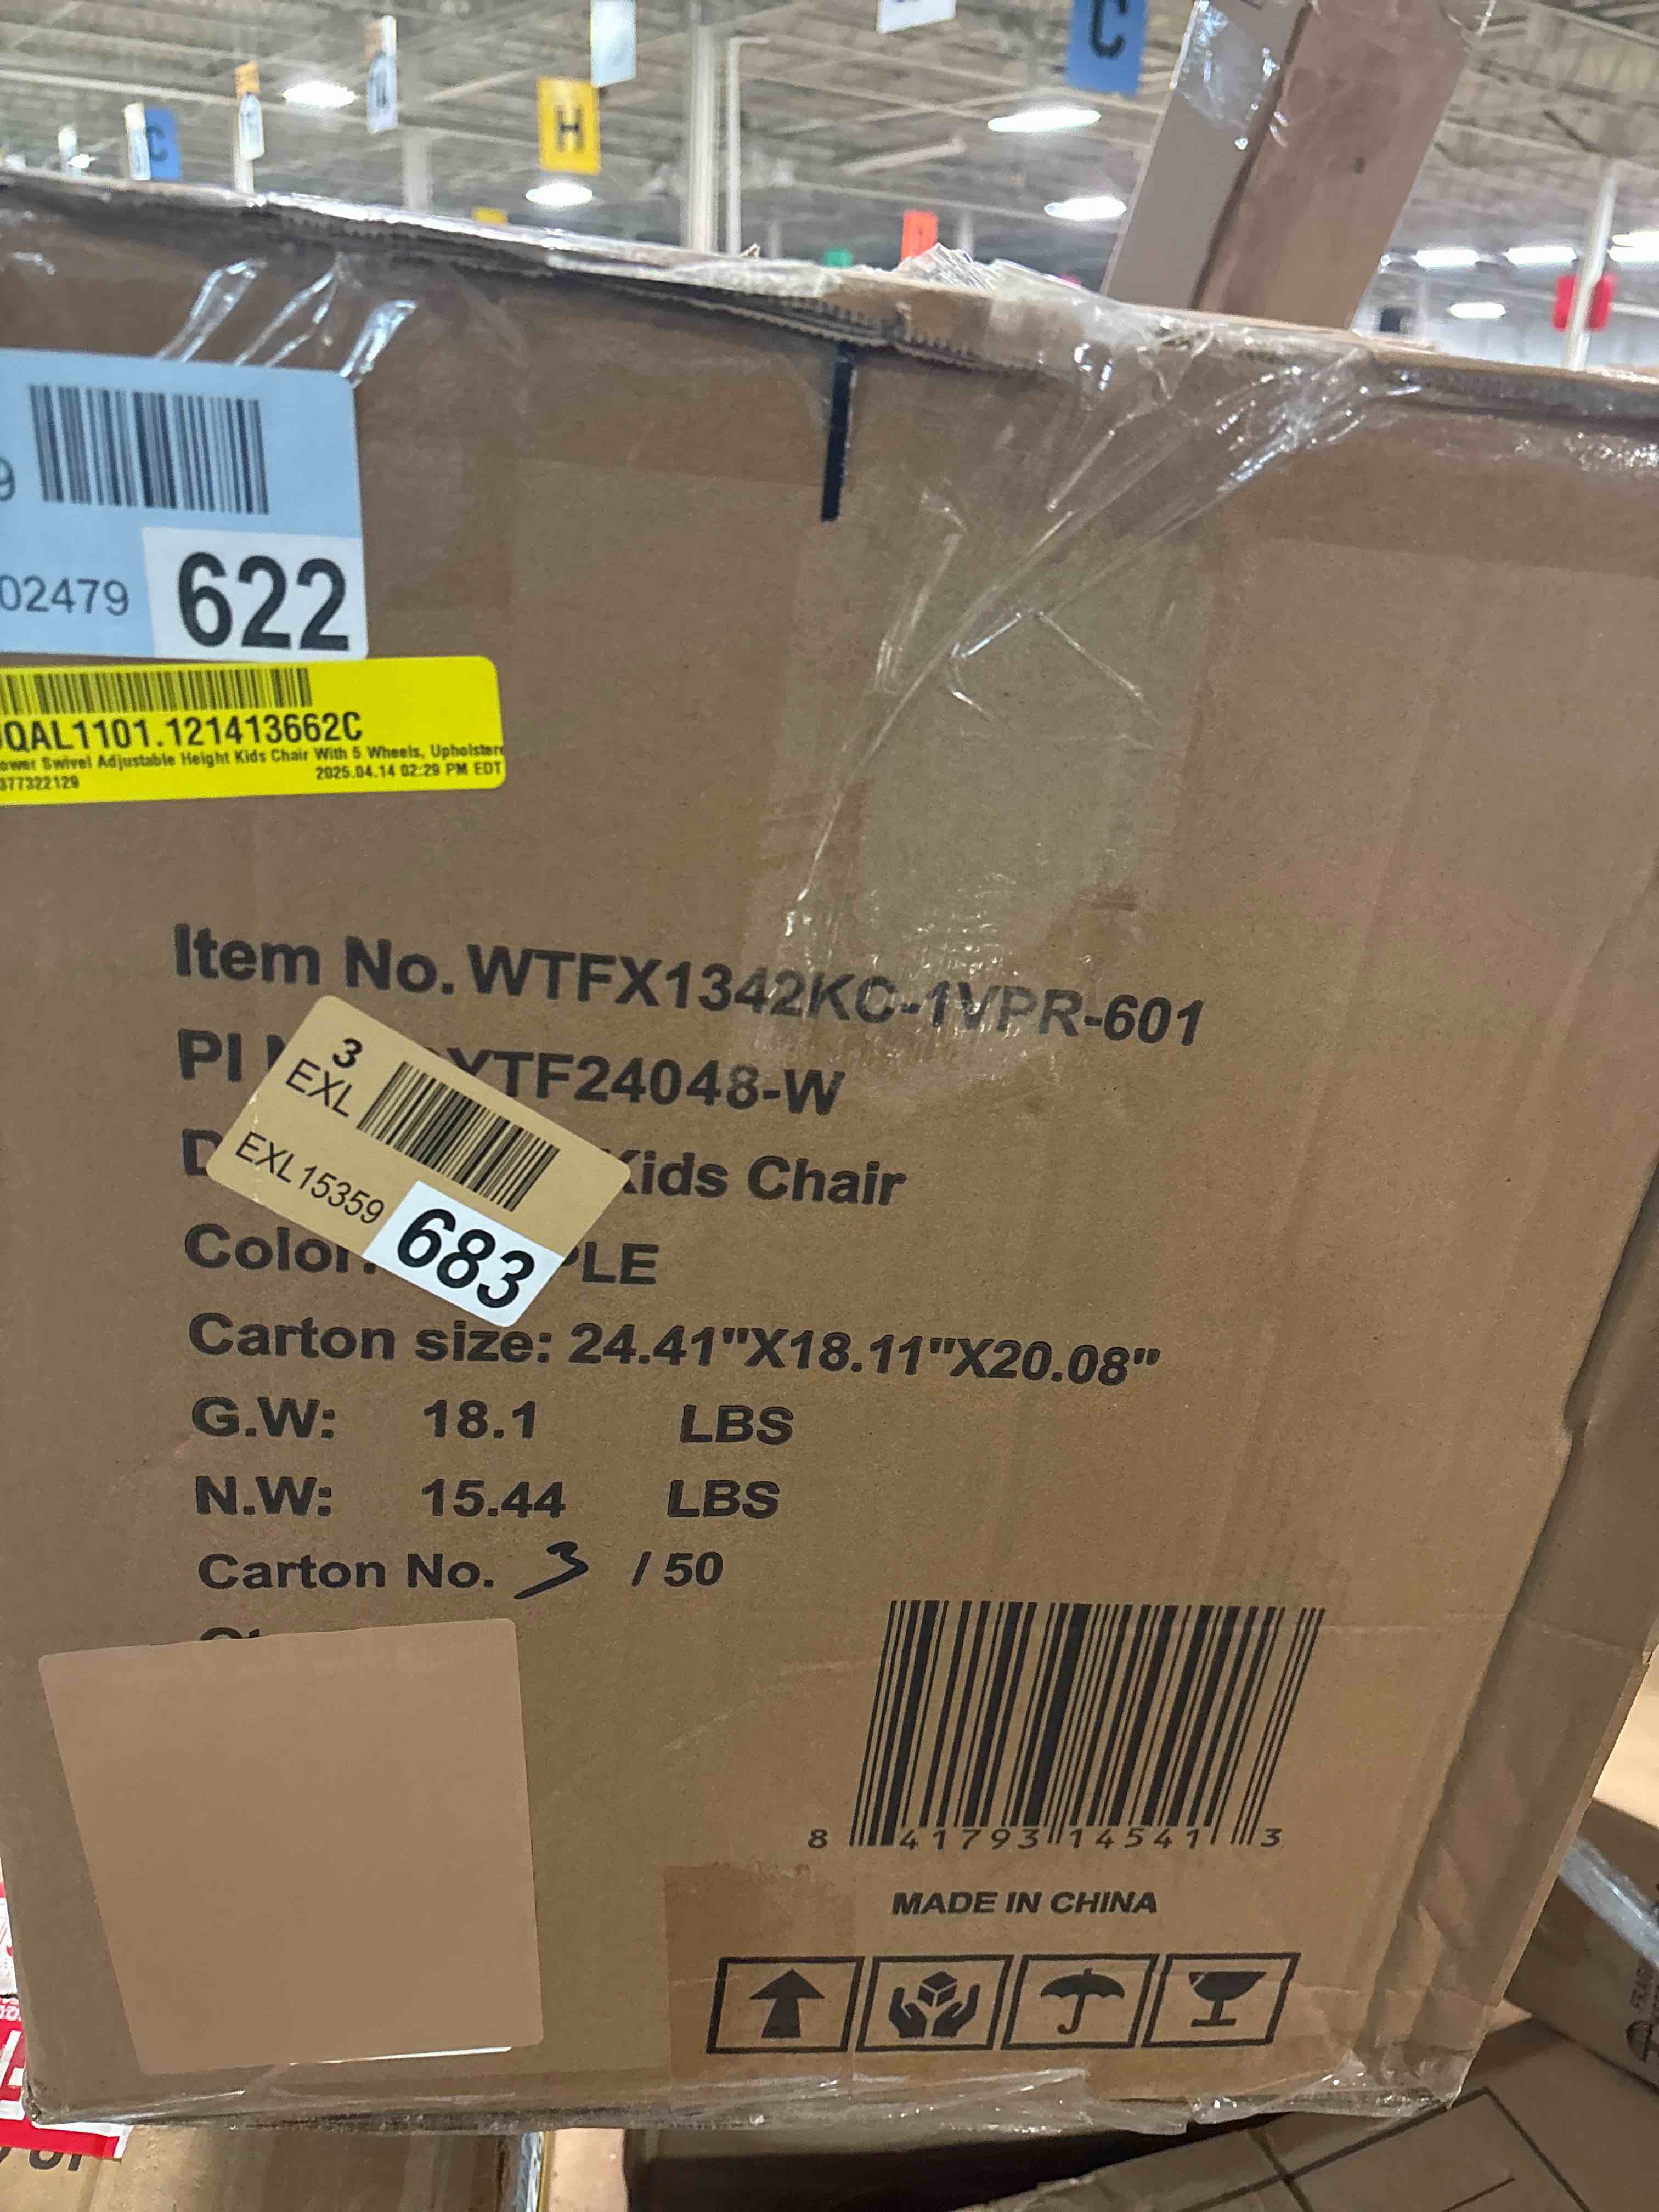 C
H
C
9
02479 622
QAL1101.121413662C
ower Swivel Adjustable Height Kids Chair With 5 Wheels, Upholster
2025.04.14 02:29 PM EDT
377322129
Item No. WTFX1342KC-1VPR-601
PI YTF24048-W
3
EXL
EXL15359 683
D Kids Chair
Color: PLE
Carton size: 24.41"X18.11"X20.08"
G.W: 18.1 LBS
N.W: 15.44 LBS
Carton No. 3 / 50
8 41793 14541 3
MADE IN CHINA